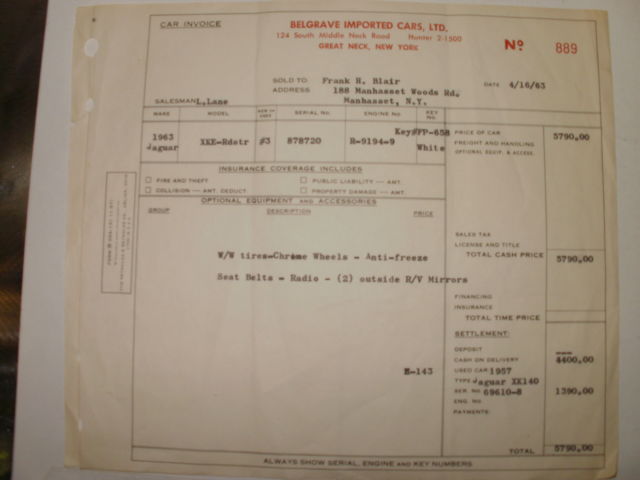 CAR INVOICE
BELGRAVE IMPORTED CARS, LTD.
124 South Middle Neck Road Hunter 2-1500
GREAT NECK, NEW YORK
No 889
SOLD TO Frank H. Blair
ADDRESS 188 Manhasset Woods Rd.
Manhasset, N.Y.
DATE 4/16/63
SALESMAN L.Lane
MAKE MODEL NEW OR USED SERIAL NO. ENGINE NO. KEY NO.
1963 Jaguar XKE-Rdstr #3 878720 R-9194-9 Key#FP-658 White
PRICE OF CAR 5790.00
FREIGHT AND HANDLING
OPTIONAL EQUIP. & ACCESS.
INSURANCE COVERAGE INCLUDES
FIRE AND THEFT PUBLIC LIABILITY — AMT.
COLLISION — AMT. DEDUCT PROPERTY DAMAGE — AMT.
OPTIONAL EQUIPMENT AND ACCESSORIES
GROUP DESCRIPTION PRICE
SALES TAX
LICENSE AND TITLE
W/W tires-Chrome Wheels - Anti-freeze
TOTAL CASH PRICE 5790.00
Seat Belts - Radio - (2) outside R/V Mirrors
FINANCING
INSURANCE
TOTAL TIME PRICE
SETTLEMENT:
DEPOSIT
CASH ON DELIVERY 4400.00
M-143
USED CAR 1957
TYPE Jaguar XK140
SER. NO. 69610-8 1390.00
ENG. NO.
PAYMENTS:
TOTAL 5790.00
ALWAYS SHOW SERIAL, ENGINE AND KEY NUMBERS